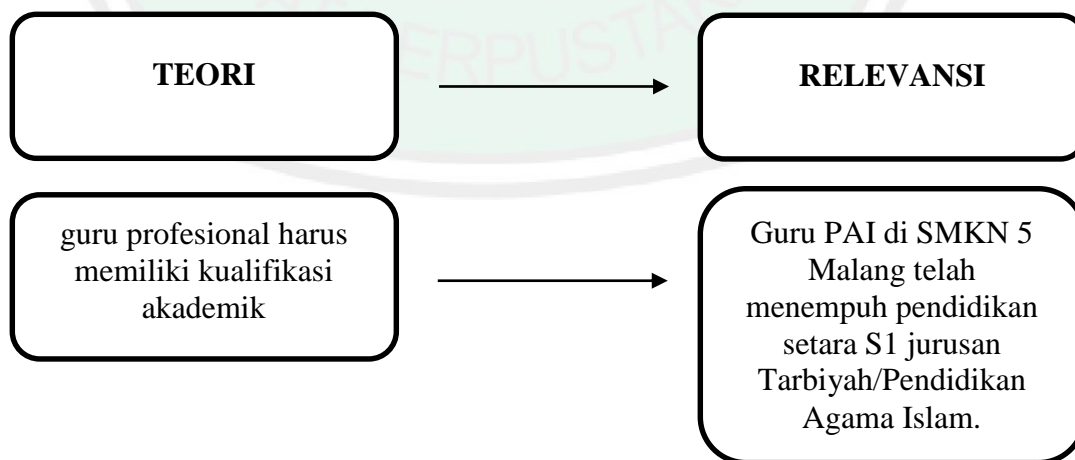 ERPUSTA
TEORI
RELEVANSI
guru profesional harus
memiliki kualifikasi
akademik
Guru PAI di SMKN 5
Malang telah
menempuh pendidikan
setara S1 jurusan
Tarbiyah/Pendidikan
Agama Islam.